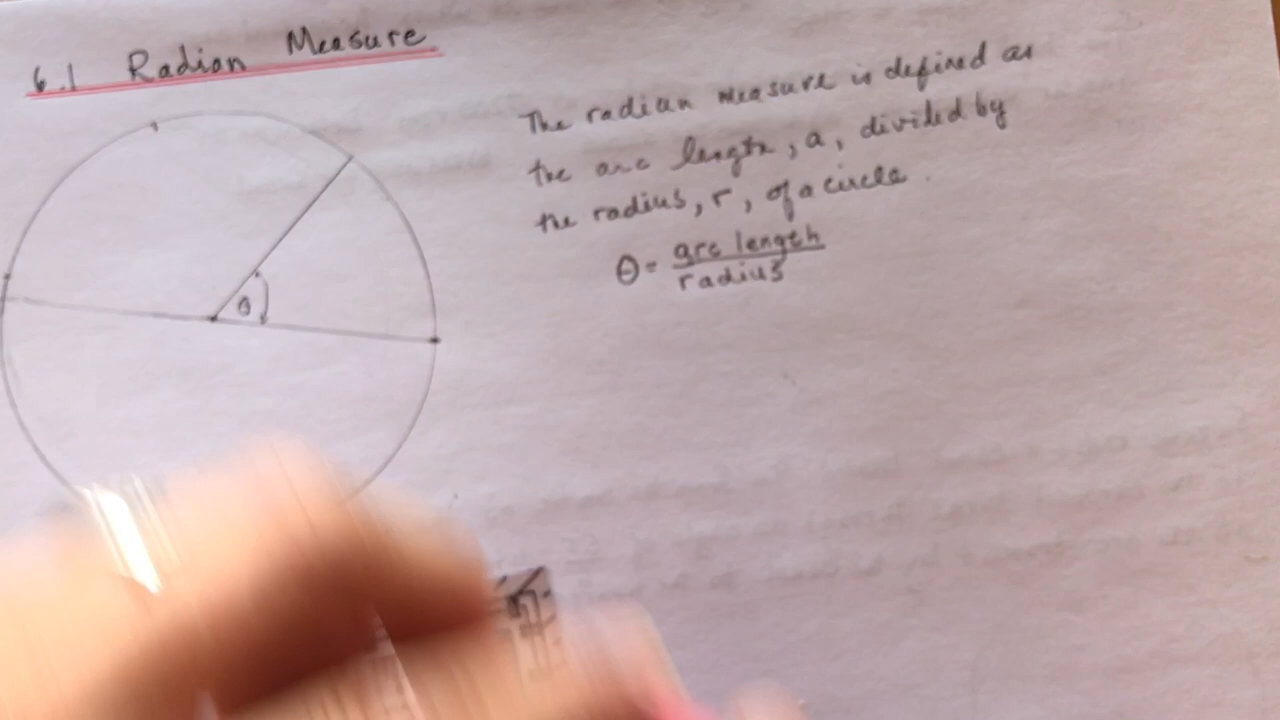 6.1 Radian Measure
The radian measure is defined as
the arc length, a, divided by
the radius, r, of a circle.
θ = arc length
radius
θ